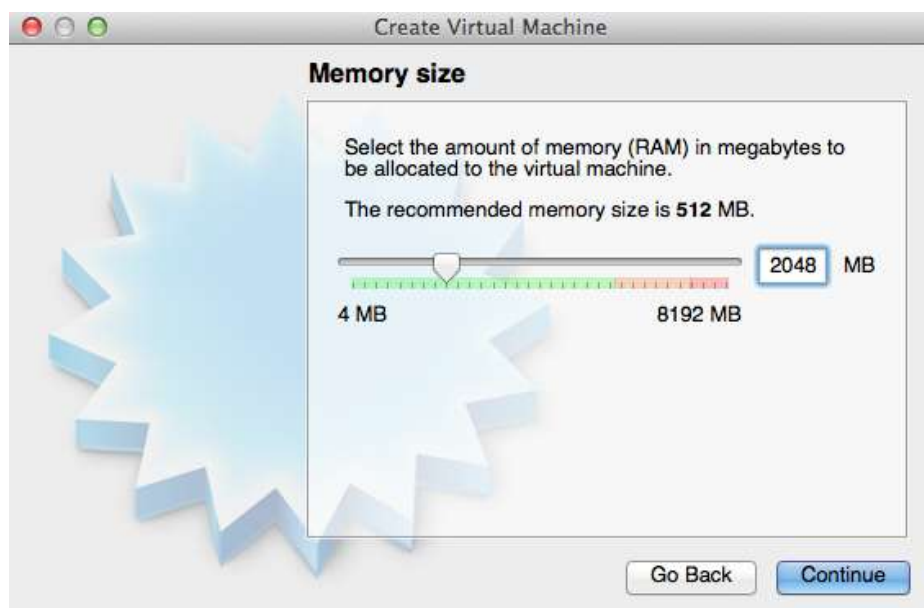 Create Virtual Machine
Memory size
Select the amount of memory (RAM) in megabytes to
be allocated to the virtual machine.
The recommended memory size is 512 MB.
2048 MB
4 MB 8192 MB
Go Back Continue